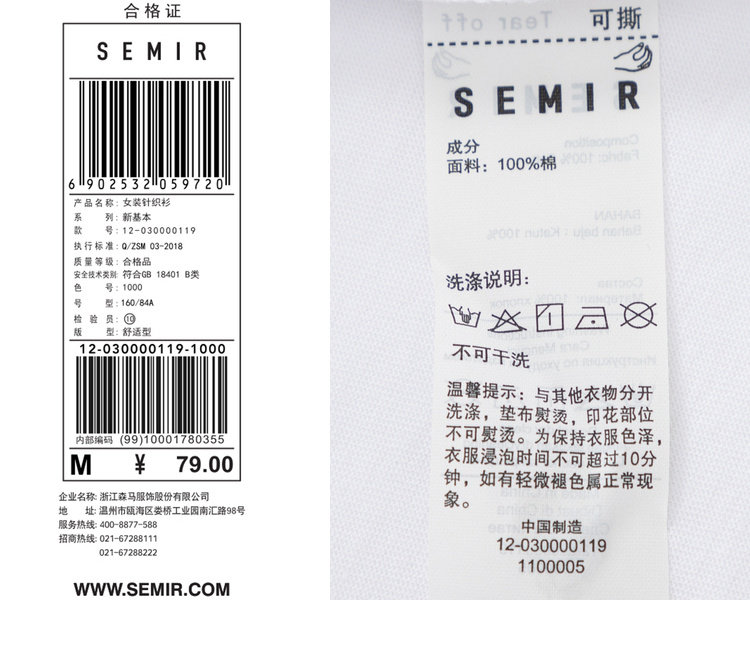 合格证
SEMIR
6 902532 059720
产品名称: 女装针织衫
系 列: 新基本
款 号: 12-030000119
执行标准: Q/ZSM 03-2018
质量等级: 合格品
安全技术类别: 符合GB 18401 B类
色 号: 1000
号 型: 160/84A
检 验 员: ⑩
版 型: 舒适型
12-030000119-1000
内部编码 (99)10001780355
M ¥ 79.00
企业名称: 浙江森马服饰股份有限公司
地 址: 温州市瓯海区娄桥工业园南汇路98号
服务热线: 400-8877-588
招商热线: 021-67288111
021-67288222
WWW.SEMIR.COM
可撕
Tear off
SEMIR
成分
面料: 100%棉
Composition
Fabric: 100%
BAHAN
Bahan baju: Katun 100%
洗涤说明:
不可干洗
温馨提示: 与其他衣物分开
洗涤, 垫布熨烫, 印花部位
不可熨烫。为保持衣服色泽,
衣服浸泡时间不可超过10分
钟, 如有轻微褪色属正常现
象。
中国制造
12-030000119
1100005